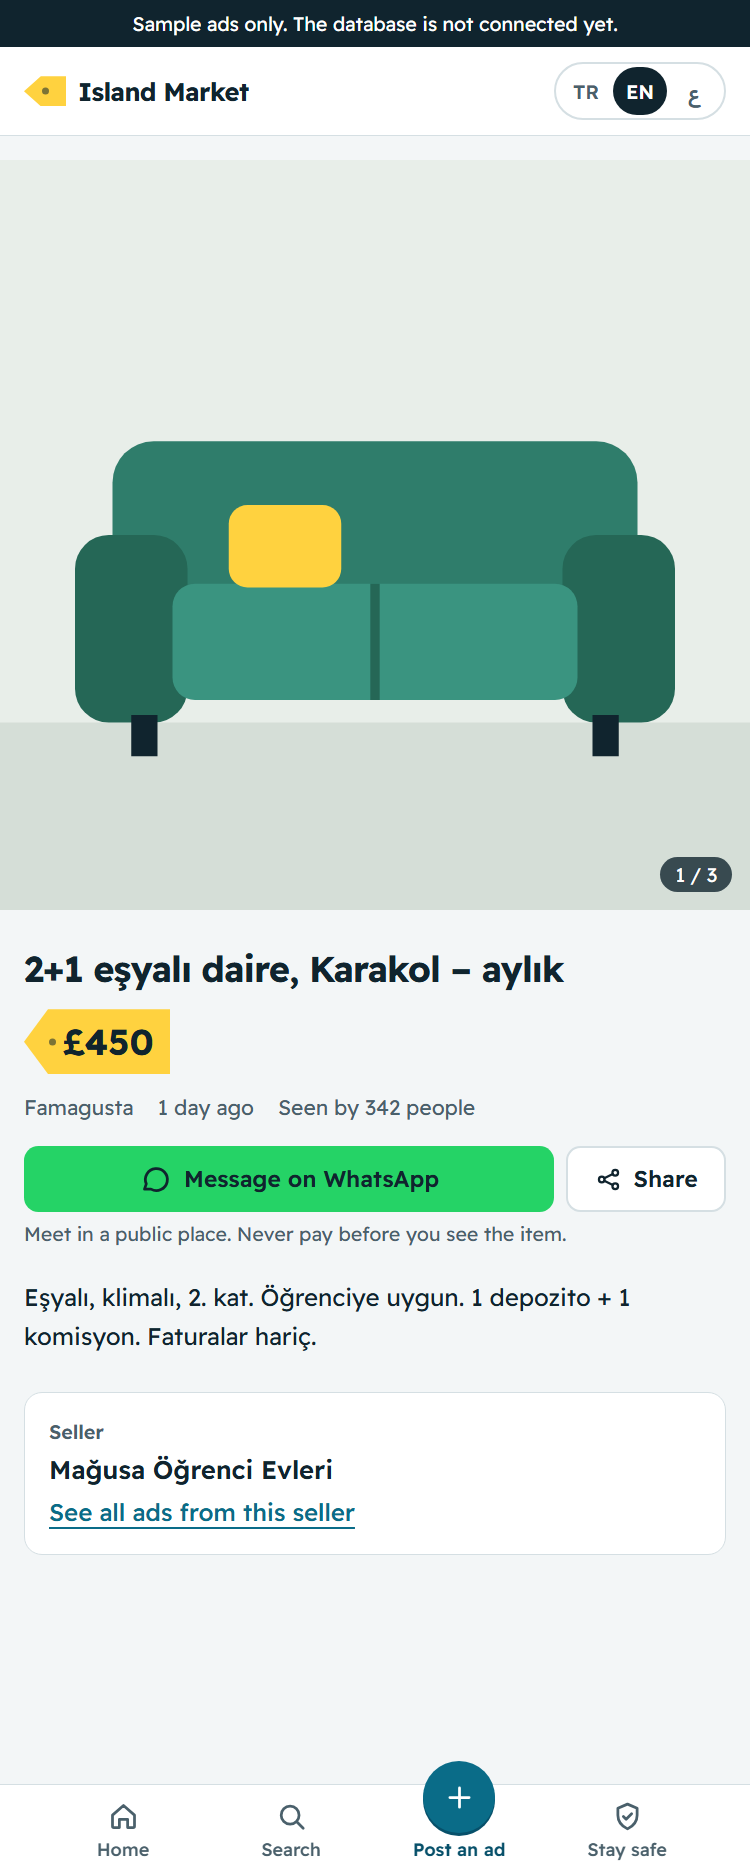 Sample ads only. The database is not connected yet.
Island Market
TR EN ع
1 / 3
2+1 eşyalı daire, Karakol – aylık
£450
Famagusta 1 day ago Seen by 342 people
Message on WhatsApp
Share
Meet in a public place. Never pay before you see the item.
Eşyalı, klimalı, 2. kat. Öğrenciye uygun. 1 depozito + 1
komisyon. Faturalar hariç.
Seller
Mağusa Öğrenci Evleri
See all ads from this seller
Home Search Post an ad Stay safe